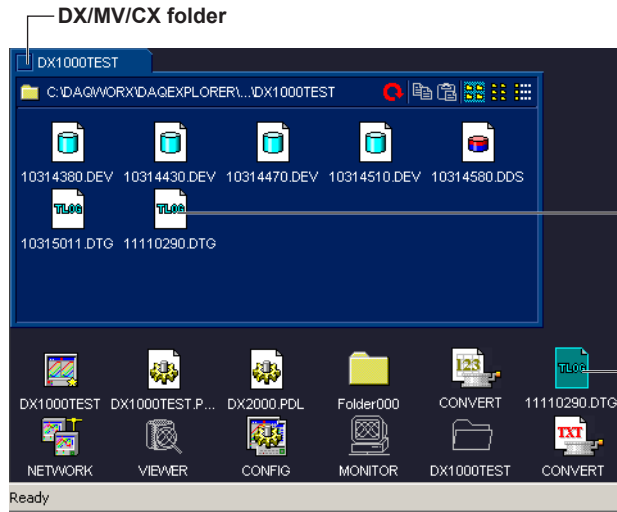 DX/MV/CX folder
DX1000TEST
C:\DAQWORX\DAQEXPLORER\...\DX1000TEST
10314380.DEV 10314430.DEV 10314470.DEV 10314510.DEV 10314580.DDS
TLOG TLOG
10315011.DTG 11110290.DTG
123 TLOG
DX1000TEST DX1000TEST.P... DX2000.PDL Folder000 CONVERT 11110290.DTG
TXT
NETWORK VIEWER CONFIG MONITOR DX1000TEST CONVERT
Ready